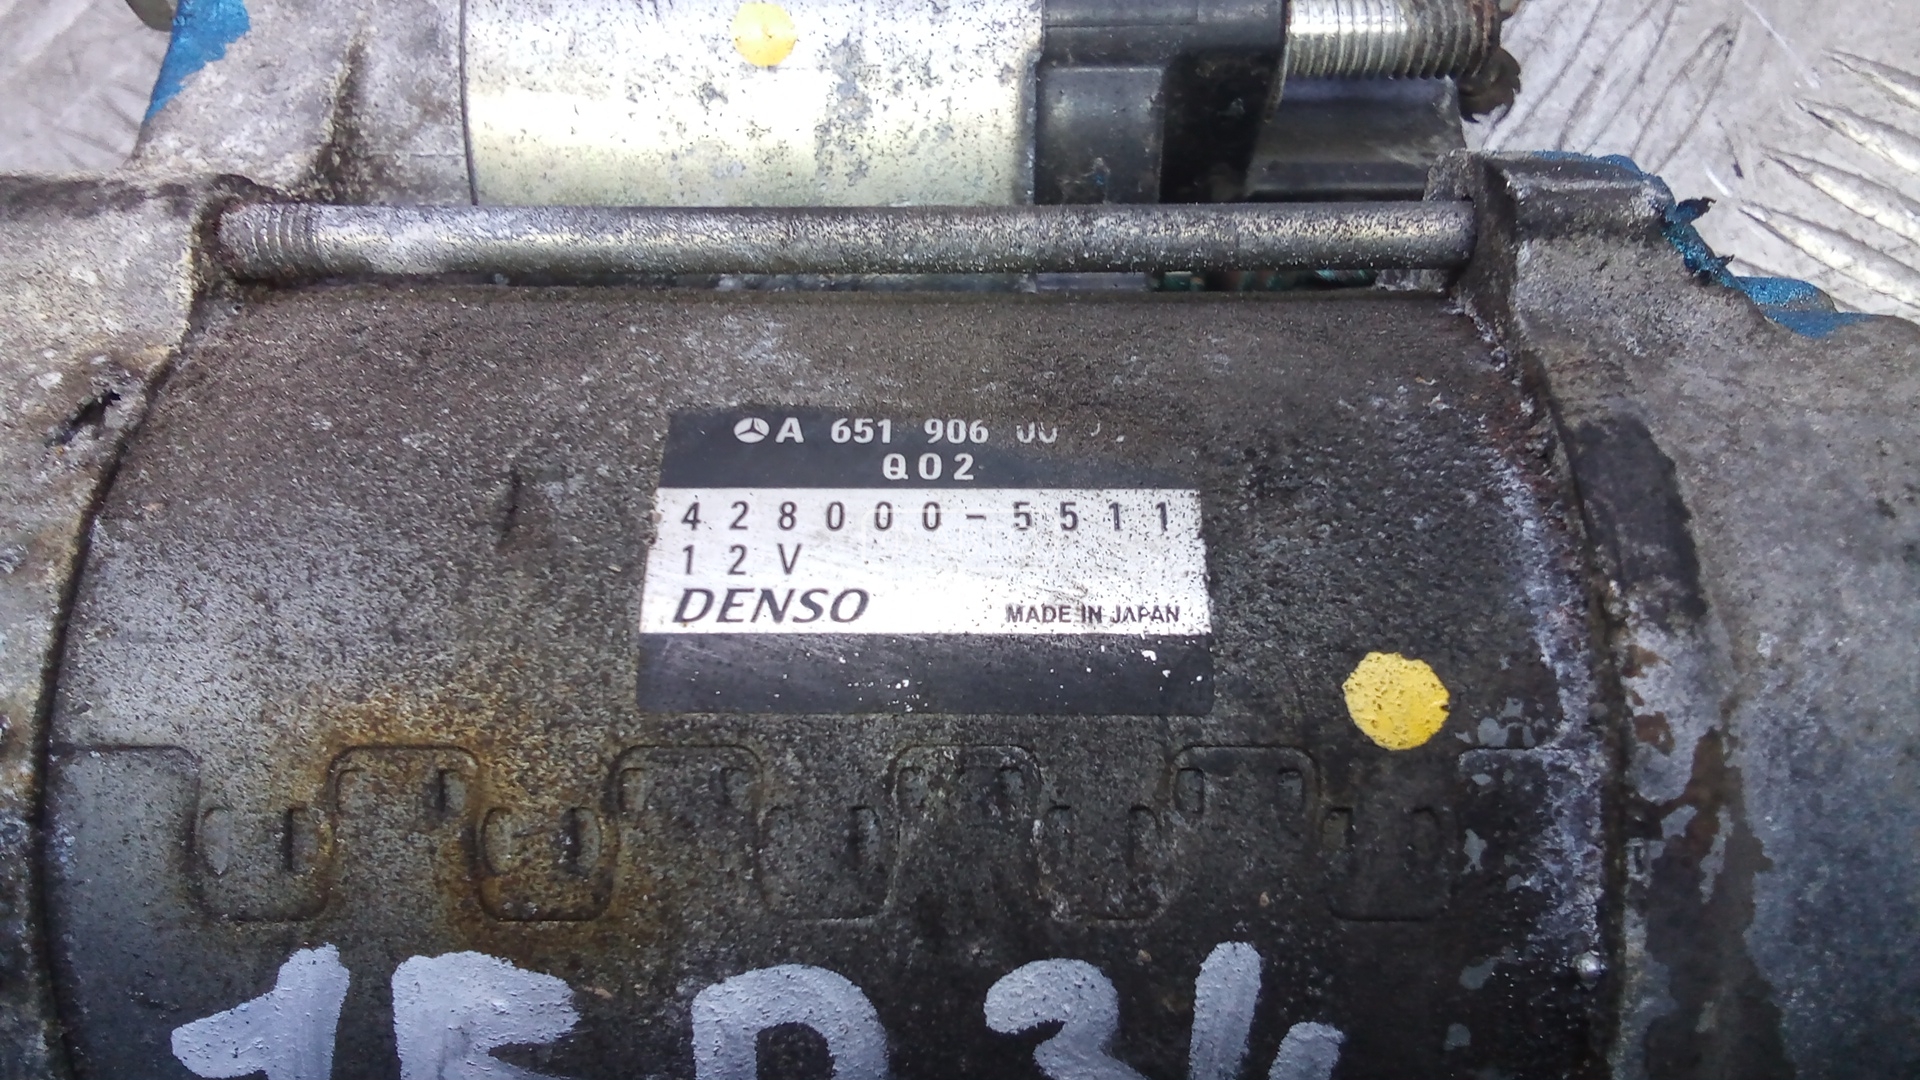 A 651 906
Q02
428000-5511
12V
DENSO MADE IN JAPAN